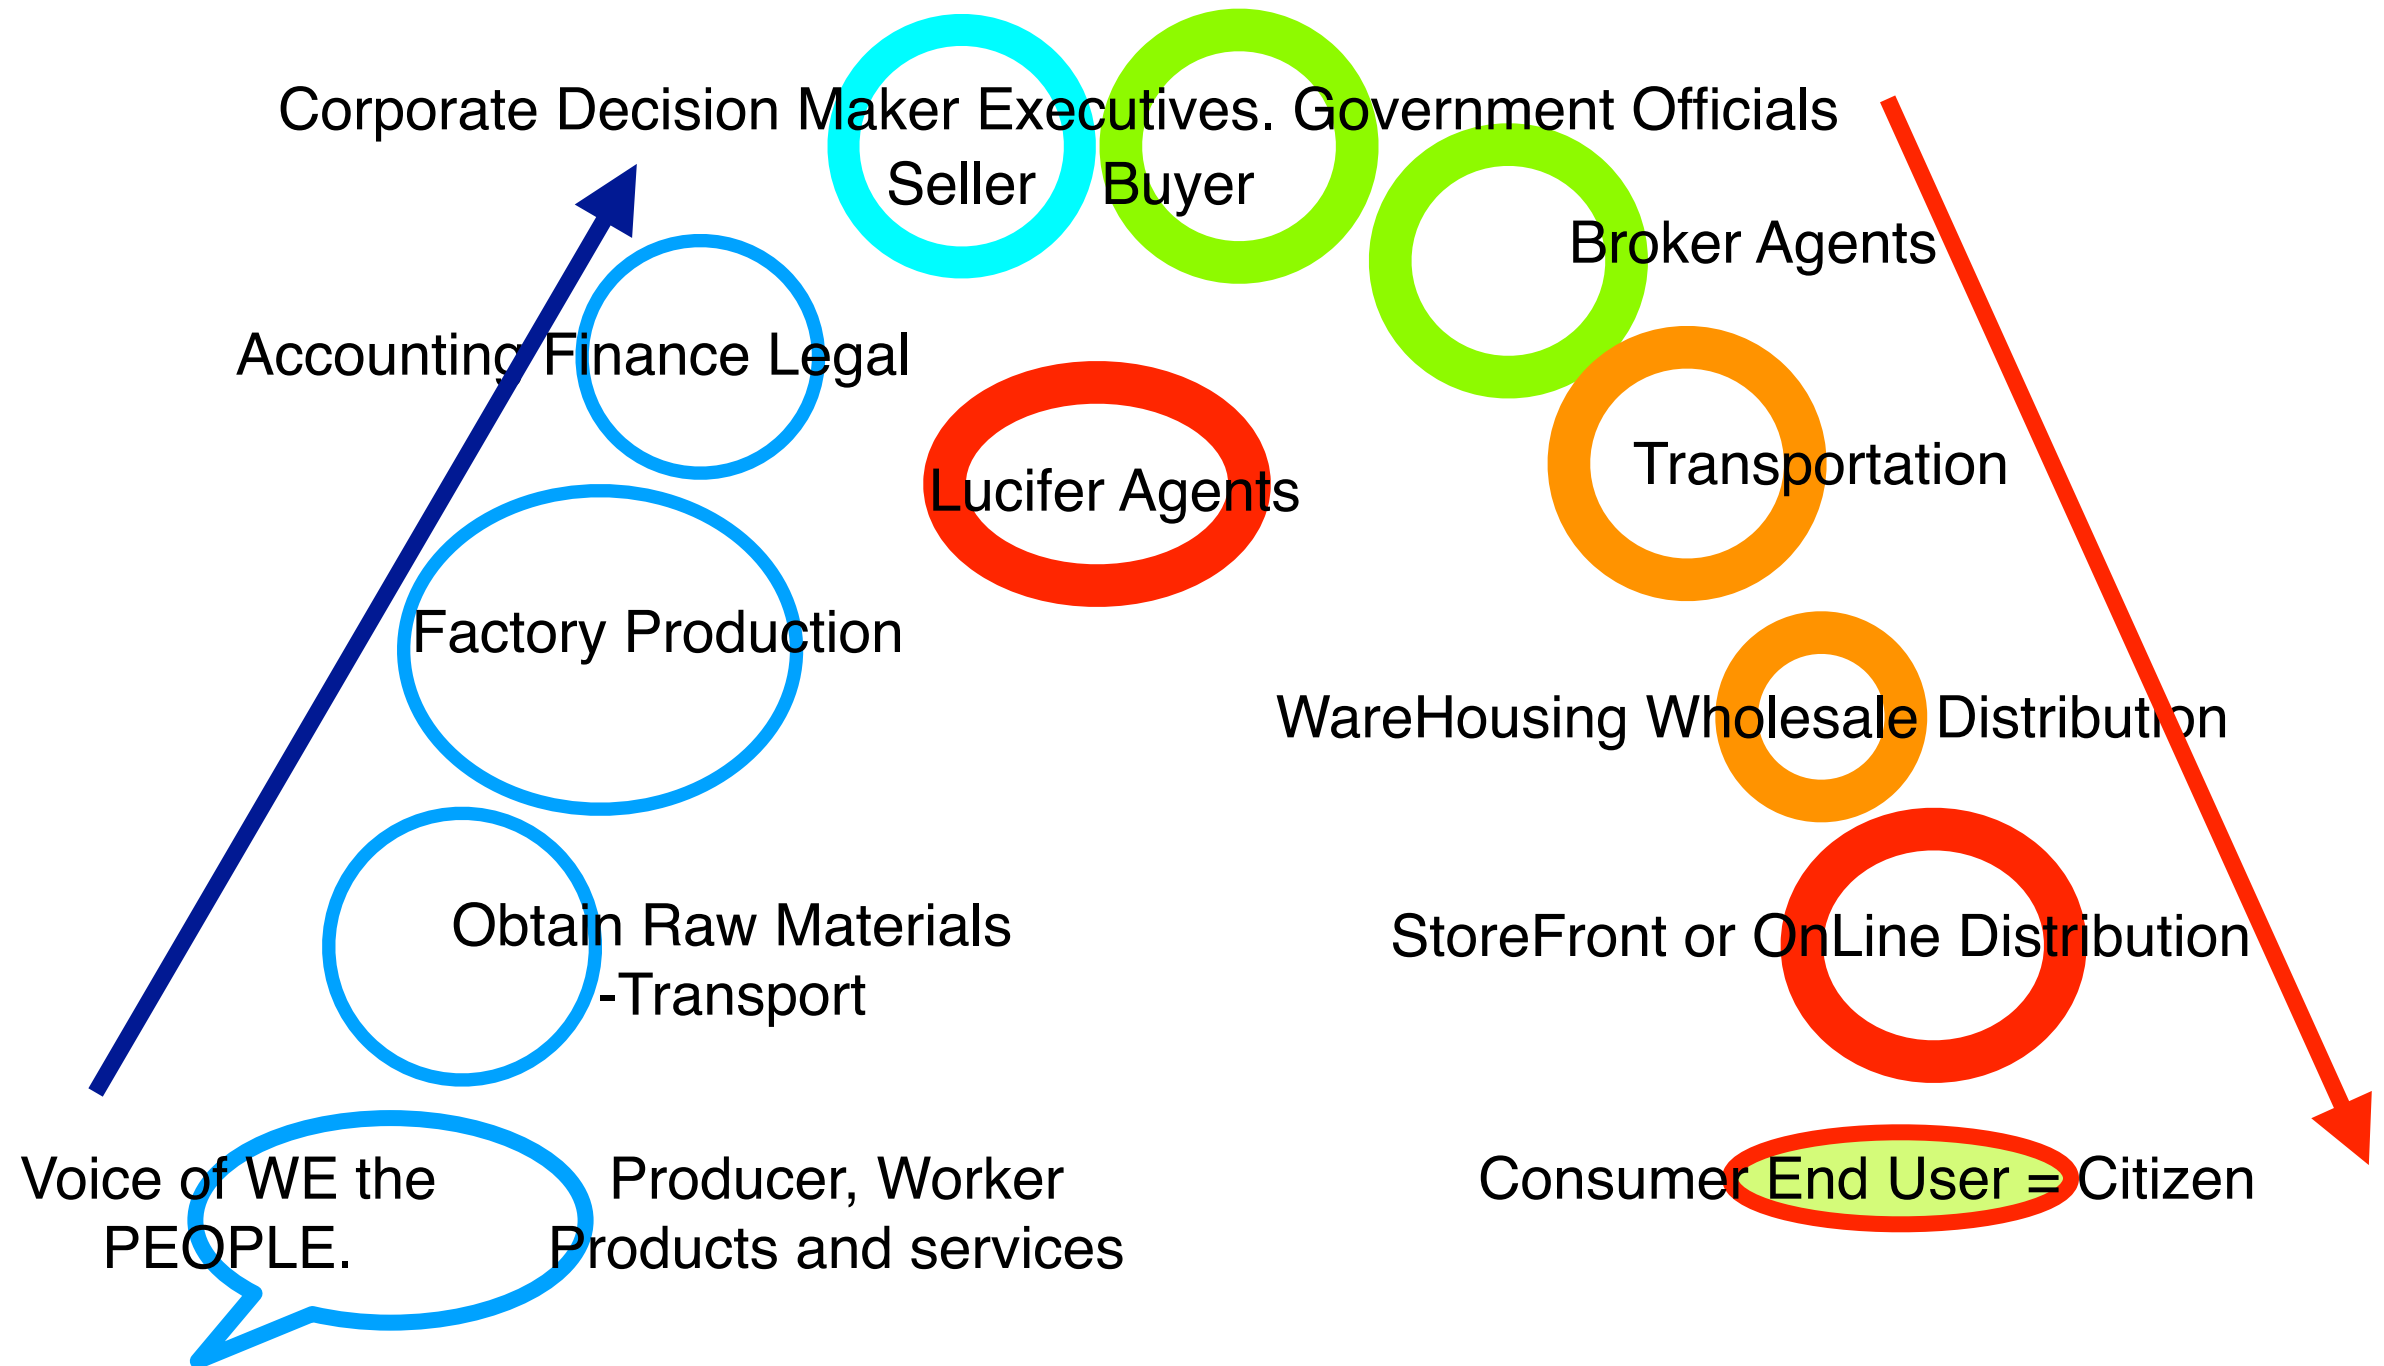 Corporate Decision Maker Executives. Government Officials
Seller
Buyer
Broker Agents
Accounting Finance Legal
Transportation
Lucifer Agents
Factory Production
WareHousing Wholesale Distribution
Obtain Raw Materials
-Transport
StoreFront or OnLine Distribution
Voice of WE the
PEOPLE.
Producer, Worker
Products and services
Consumer End User = Citizen